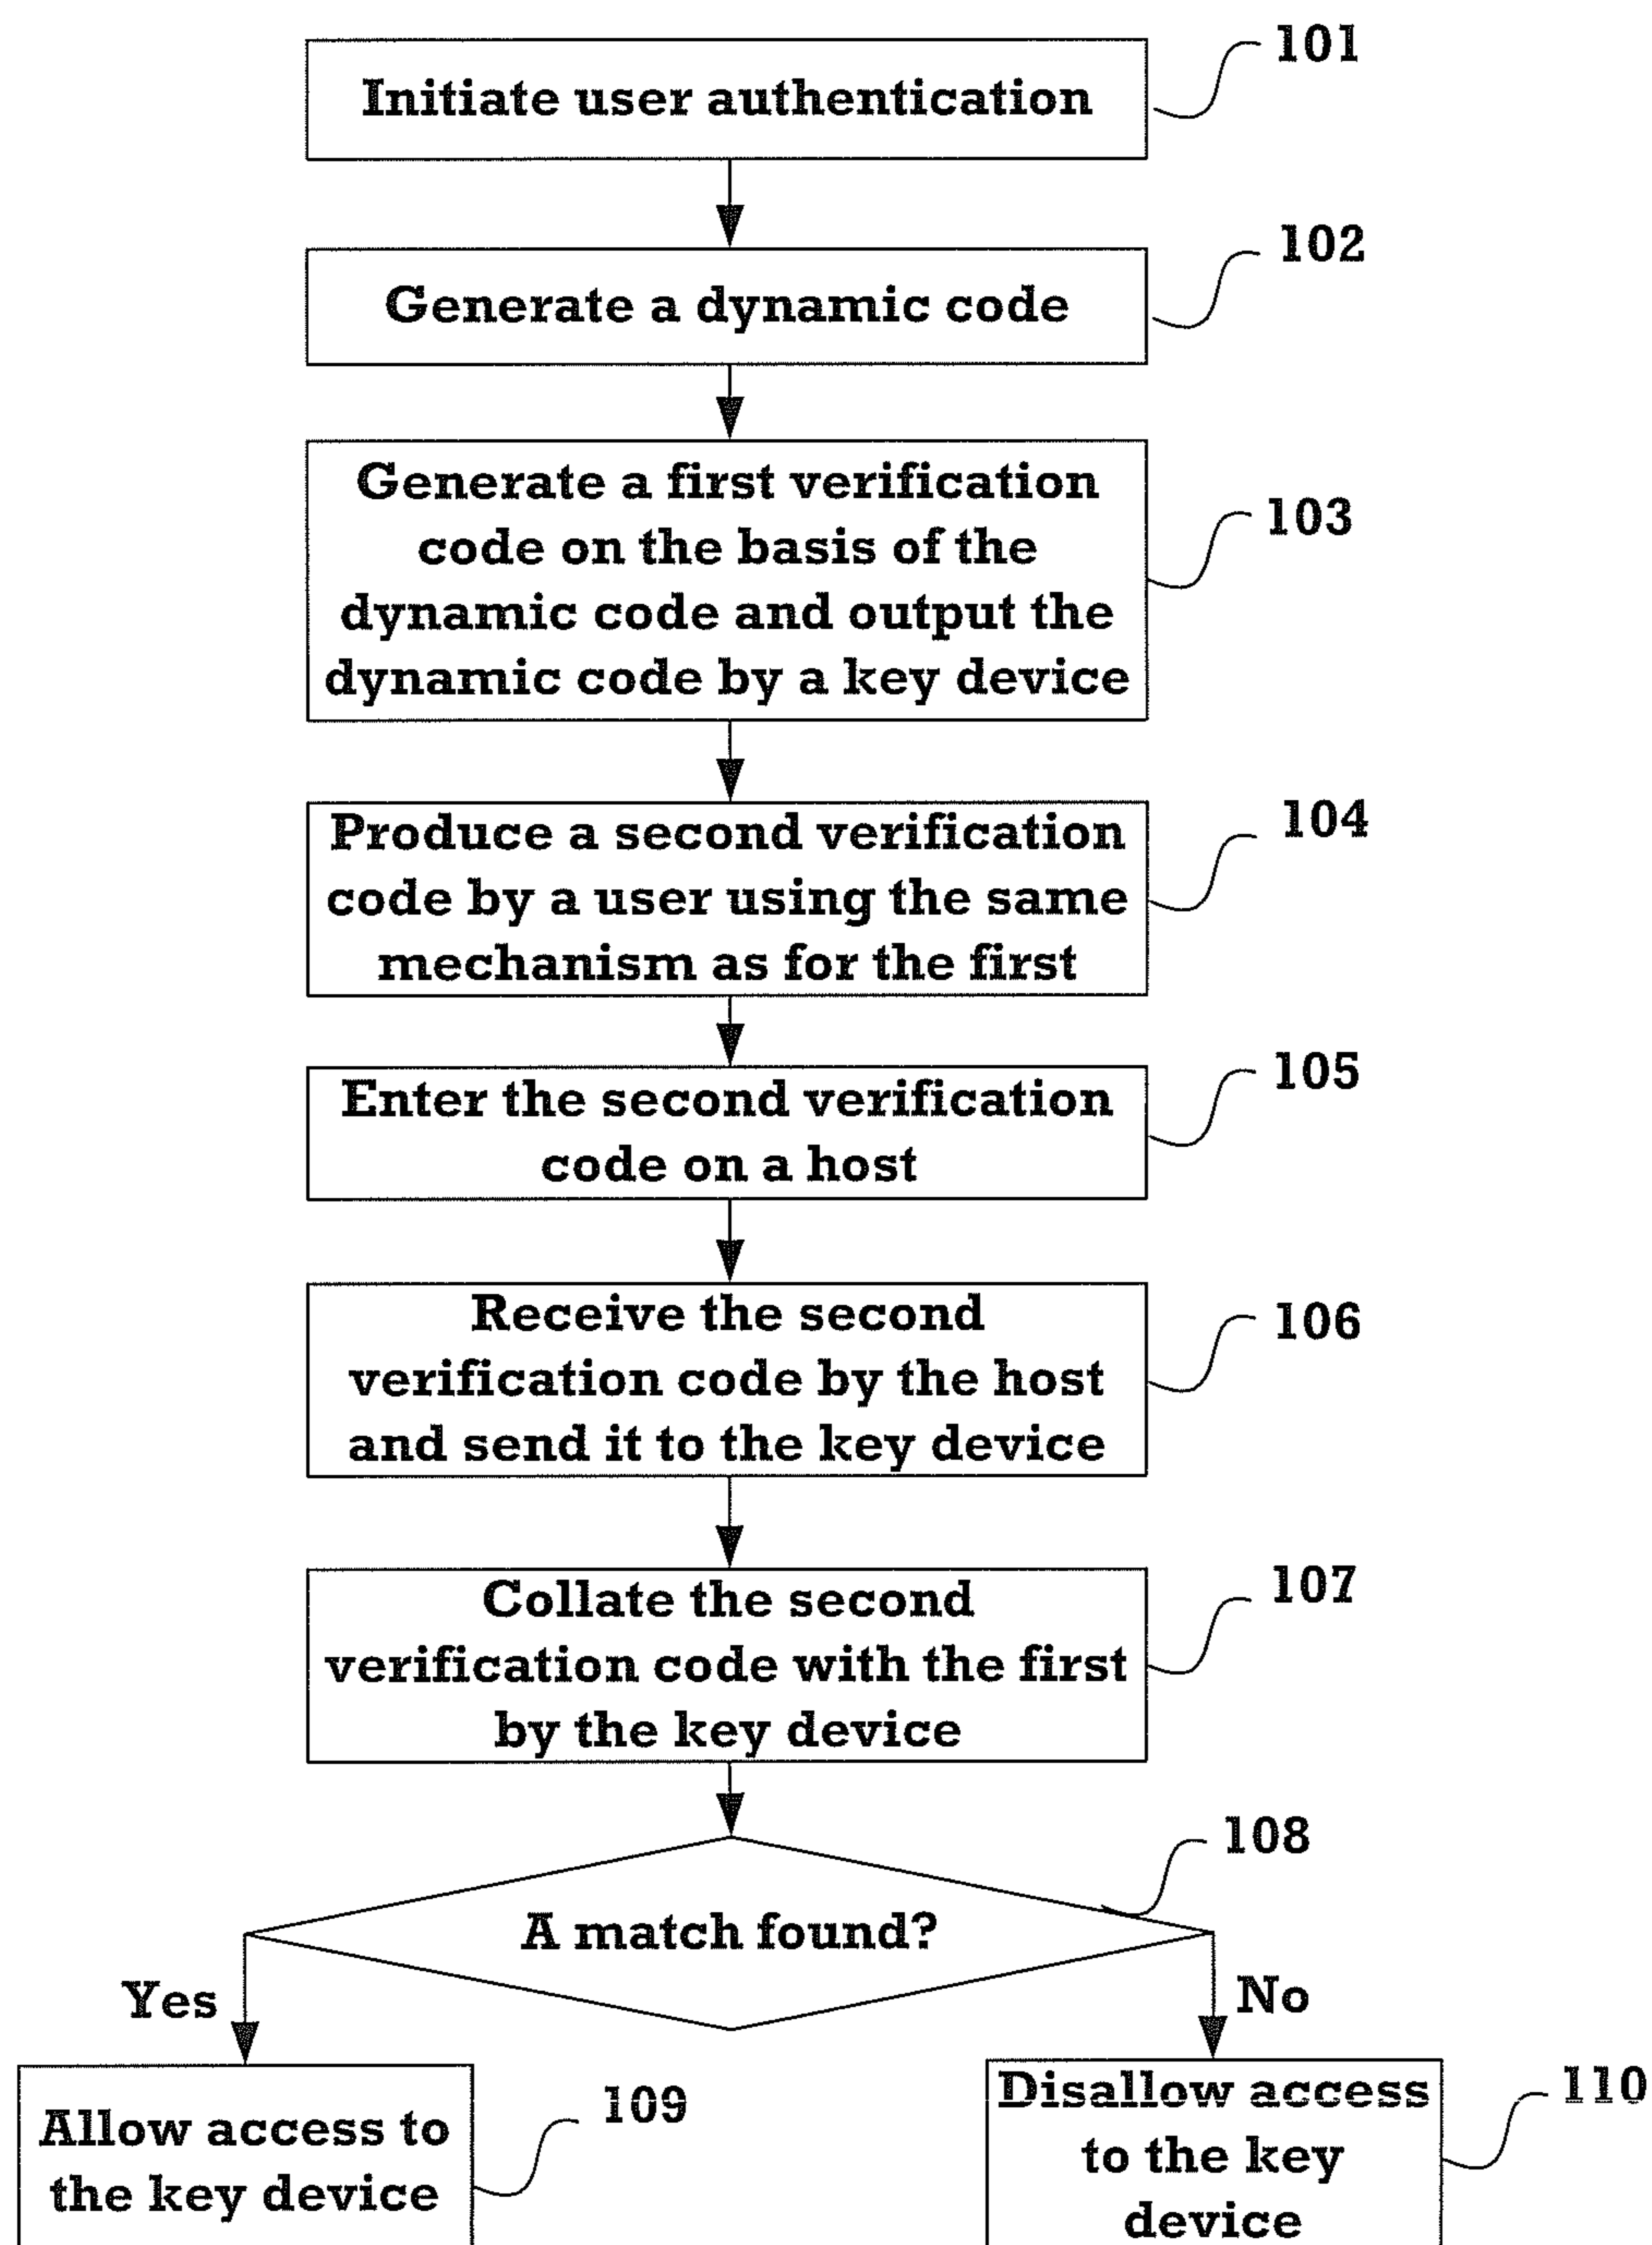 101
Initiate user authentication
102
Generate a dynamic code
103
Generate a first verification
code on the basis of the
dynamic code and output the
dynamic code by a key device
104
Produce a second verification
code by a user using the same
mechanism as for the first
105
Enter the second verification
code on a host
106
Receive the second
verification code by the host
and send it to the key device
107
Collate the second
verification code with the first
by the key device
108
A match found?
Yes
No
109
Allow access to
the key device
110
Disallow access
to the key
device